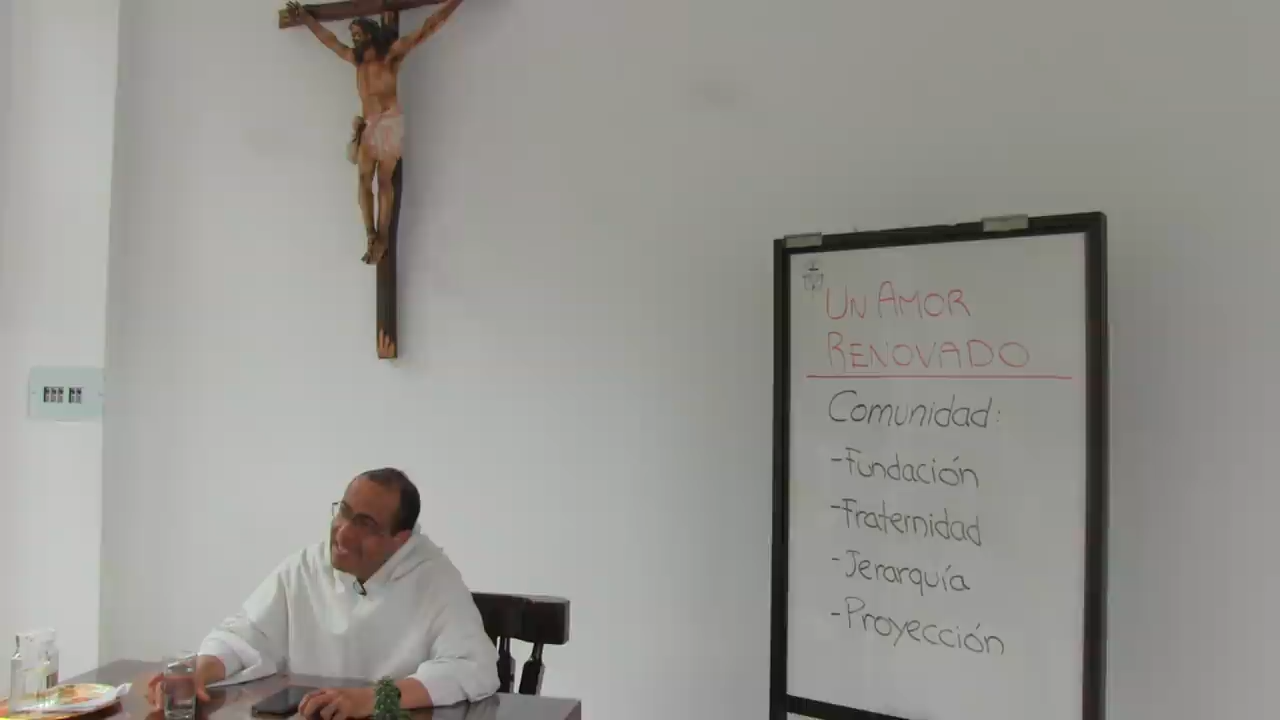 UN AMOR
RENOVADO
Comunidad:
-Fundación
-Fraternidad
-Jerarquía
-Proyección